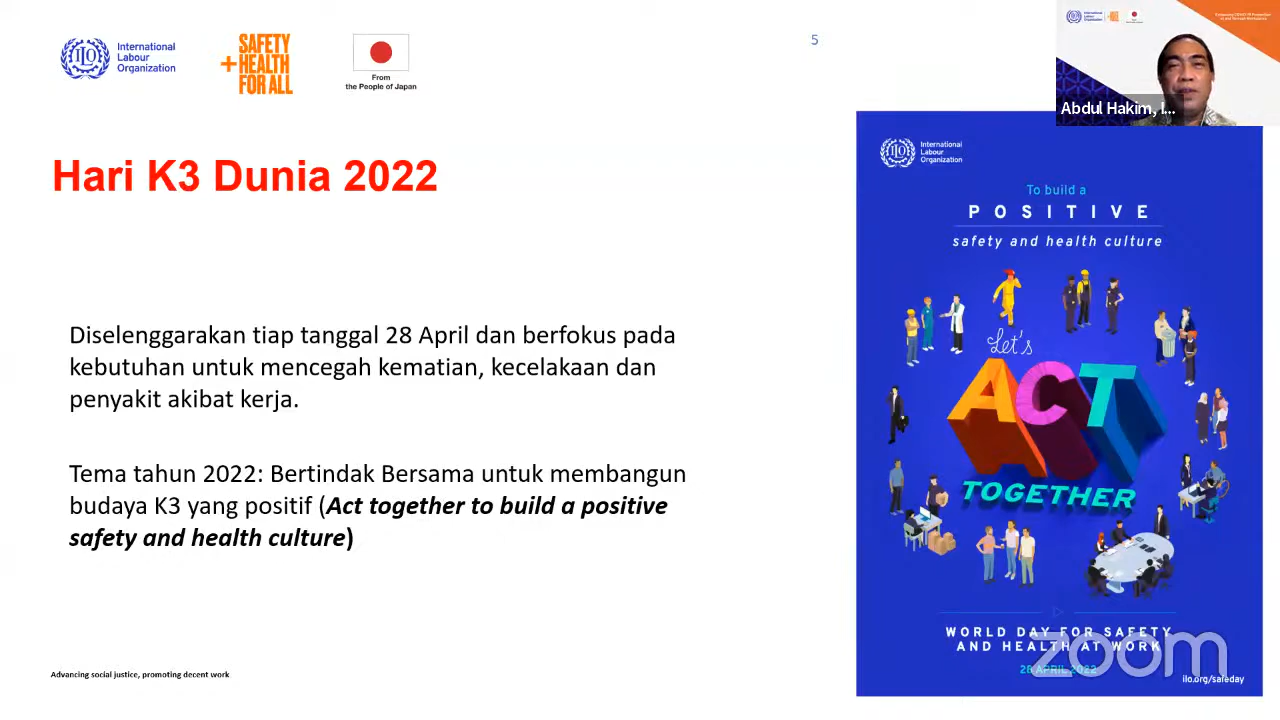 International
Labour
Organization
SAFETY
+HEALTH
FOR ALL
From
the People of Japan
5
Abdul Hakim, I...
Hari K3 Dunia 2022
Diselenggarakan tiap tanggal 28 April dan berfokus pada
kebutuhan untuk mencegah kematian, kecelakaan dan
penyakit akibat kerja.
Tema tahun 2022: Bertindak Bersama untuk membangun
budaya K3 yang positif (Act together to build a positive
safety and health culture)
Advancing social justice, promoting decent work
International
Labour
Organization
To build a
POSITIVE
safety and health culture
Let's
ACT
TOGETHER
WORLD DAY FOR SAFETY
AND HEALTH AT WORK
28 APRIL 2022
zoom
ilo.org/safeday